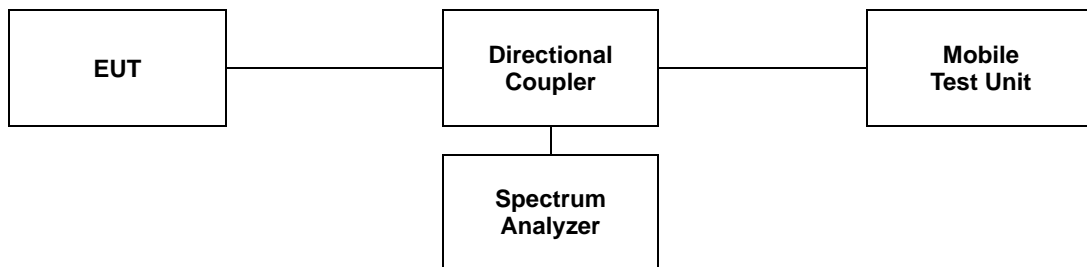 EUT
Directional
Coupler
Mobile
Test Unit
Spectrum
Analyzer